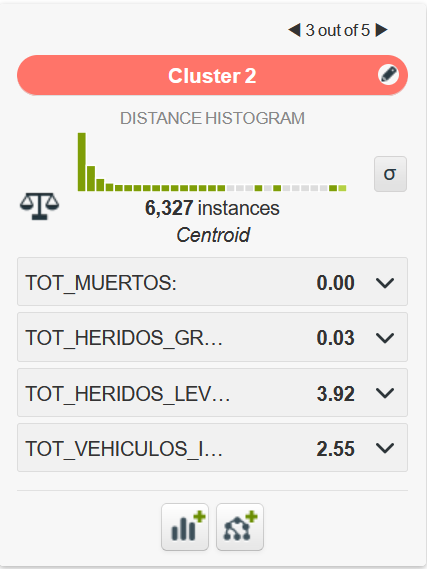 ◀ 3 out of 5 ▶
Cluster 2
DISTANCE HISTOGRAM
σ
6,327 instances
Centroid
TOT_MUERTOS: 0.00
TOT_HERIDOS_GR... 0.03
TOT_HERIDOS_LEV... 3.92
TOT_VEHICULOS_I... 2.55